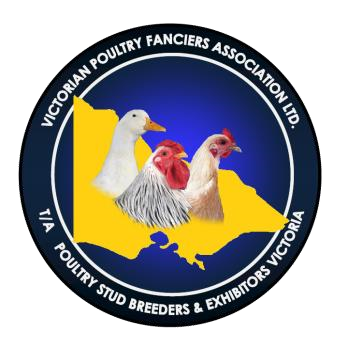 VICTORIAN POULTRY FANCIERS ASSOCIATION LTD.
T/A POULTRY STUD BREEDERS & EXHIBITORS VICTORIA